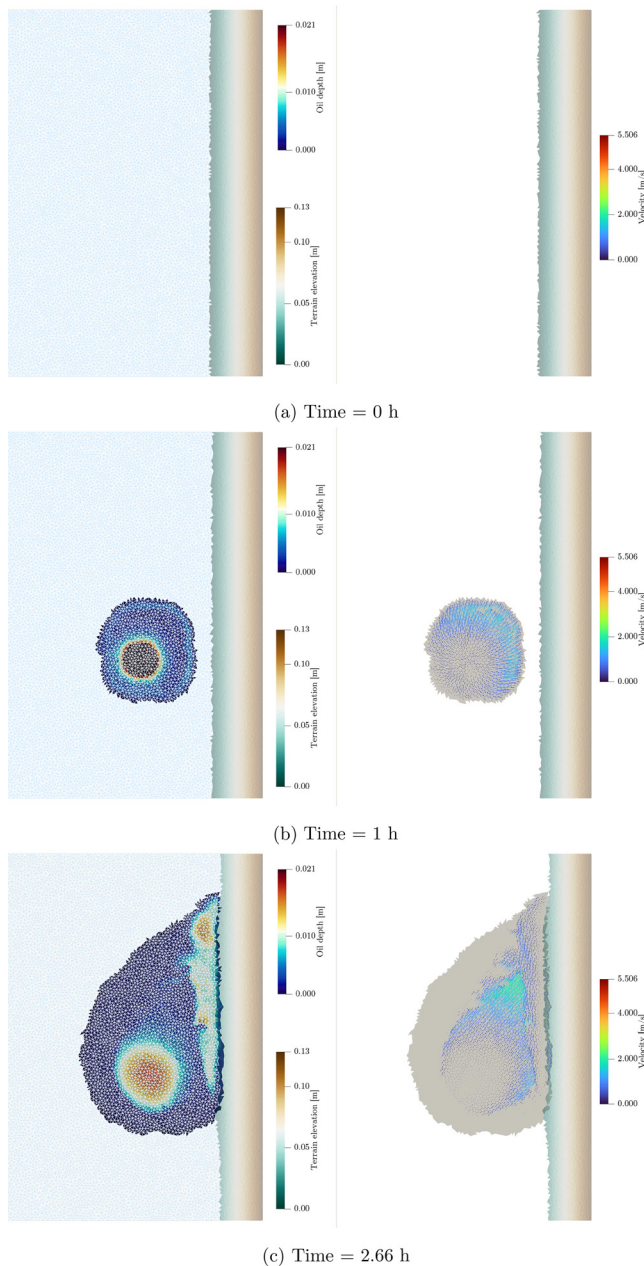 0.021
0.010
0.000
Oil depth [m]
0.13
0.10
0.05
0.00
Terrain elevation [m]
5.506
4.000
2.000
0.000
Velocity [m/s]
(a) Time = 0 h
0.021
0.010
0.000
Oil depth [m]
0.13
0.10
0.05
0.00
Terrain elevation [m]
5.506
4.000
2.000
0.000
Velocity [m/s]
(b) Time = 1 h
0.021
0.010
0.000
Oil depth [m]
0.13
0.10
0.05
0.00
Terrain elevation [m]
5.506
4.000
2.000
0.000
Velocity [m/s]
(c) Time = 2.66 h